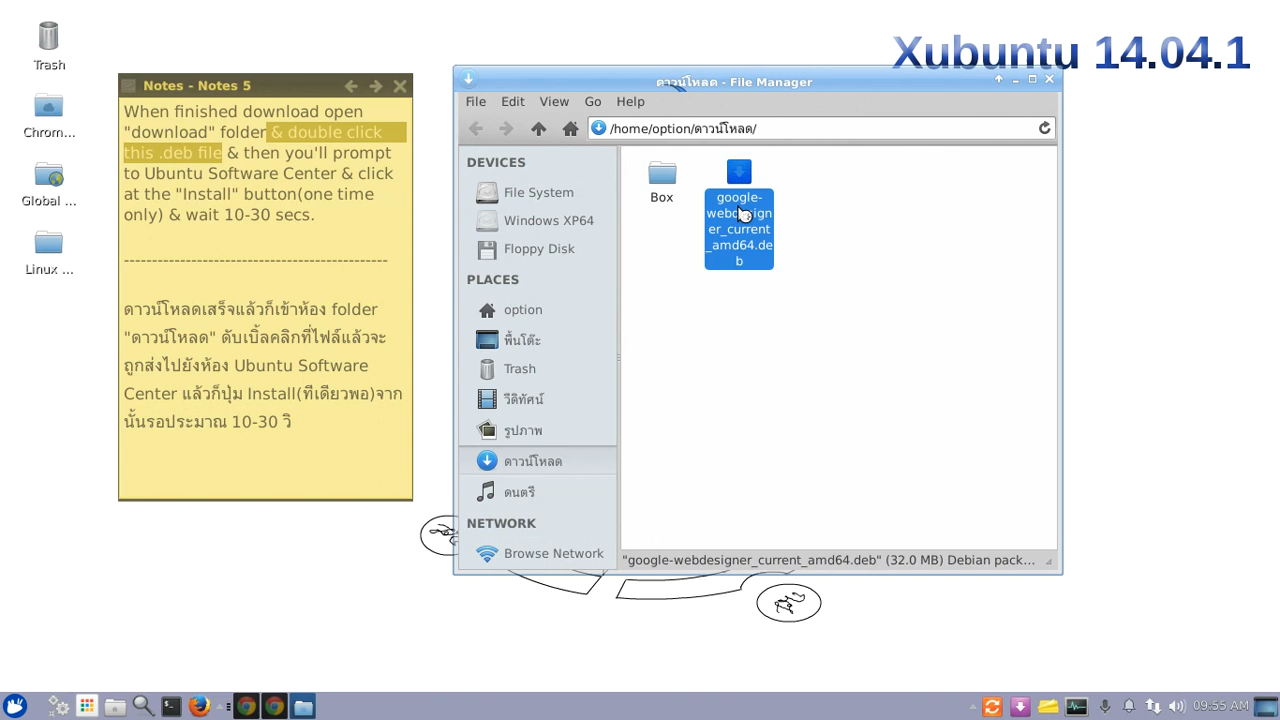 Xubuntu 14.04.1
Trash
Chrom...
Global ...
Linux ...
Notes - Notes 5
When finished download open
"download" folder & double click
this .deb file & then you'll prompt
to Ubuntu Software Center & click
at the "Install" button(one time
only) & wait 10-30 secs.
---------------------------------------------
ดาวน์โหลดเสร็จแล้วก็เข้าห้อง folder
"ดาวน์โหลด" ดับเบิ้ลคลิกที่ไฟล์แล้วจะ
ถูกส่งไปยังห้อง Ubuntu Software
Center แล้วก็ปุ่ม Install(ทีเดียวพอ)จาก
นั้นรอประมาณ 10-30 วิ
ดาวน์โหลด - File Manager
File Edit View Go Help
/home/option/ดาวน์โหลด/
DEVICES
File System
Windows XP64
Floppy Disk
PLACES
option
พื้นโต๊ะ
Trash
วีดิทัศน์
รูปภาพ
ดาวน์โหลด
ดนตรี
NETWORK
Browse Network
Box
google-
webdesign
er_current
_amd64.de
b
"google-webdesigner_current_amd64.deb" (32.0 MB) Debian pack...
09:55 AM